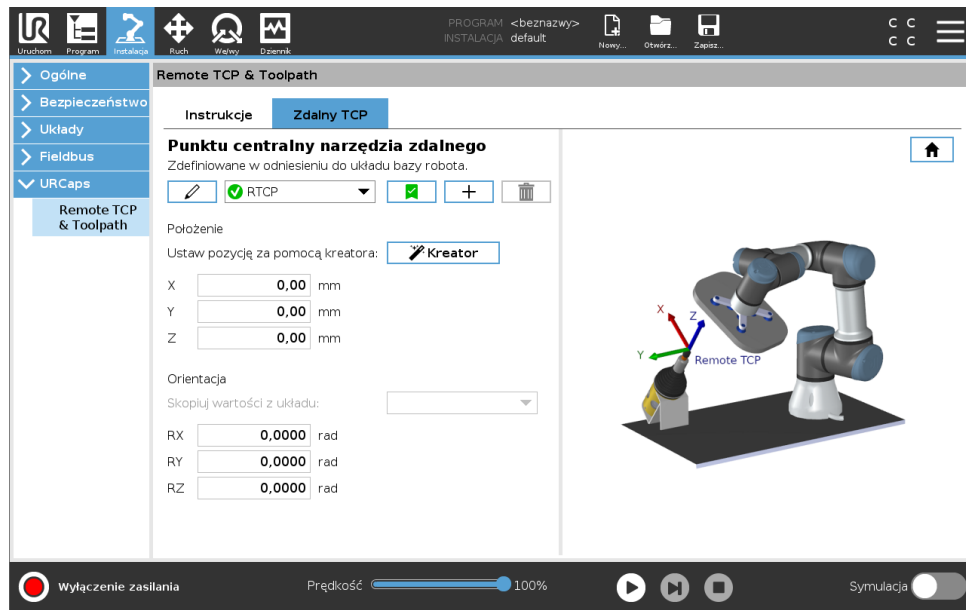 PROGRAM <beznazwy>
INSTALACJA default
Uruchom Program Instalacja Ruch We/wy Dziennik Nowy... Otwórz... Zapisz...
C C
C C
Ogólne
Bezpieczeństwo
Układy
Fieldbus
URCaps
Remote TCP
& Toolpath
Remote TCP & Toolpath
Instrukcje Zdalny TCP
Punktu centralny narzędzia zdalnego
Zdefiniowane w odniesieniu do układu bazy robota.
RTCP
Położenie
Ustaw pozycję za pomocą kreatora: Kreator
X 0,00 mm
Y 0,00 mm
Z 0,00 mm
Orientacja
Skopiuj wartości z układu:
RX 0,0000 rad
RY 0,0000 rad
RZ 0,0000 rad
X
Z
Y
Remote TCP
Wyłączenie zasilania Prędkość 100% Symulacja